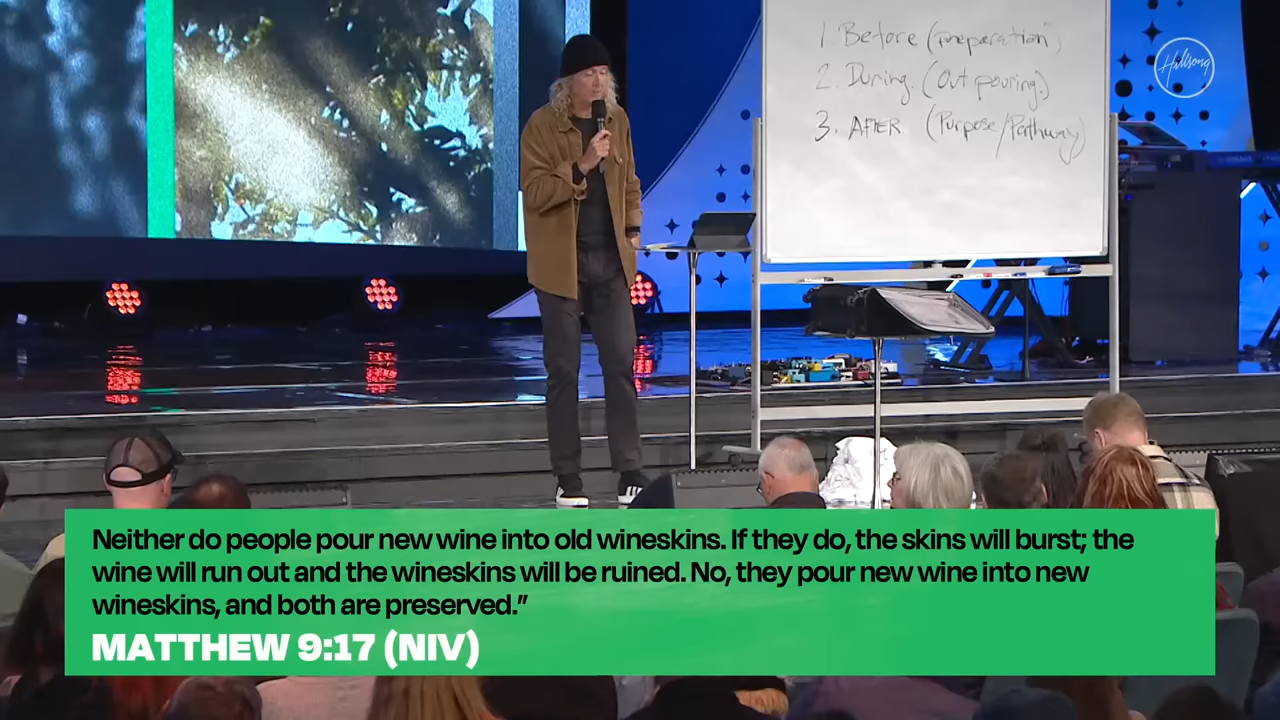 1. Before (preparation)
2. During. (Out pouring.)
3. AFTER. (Purpose/Pathway)
Hillsong
Neither do people pour new wine into old wineskins. If they do, the skins will burst; the
wine will run out and the wineskins will be ruined. No, they pour new wine into new
wineskins, and both are preserved.”
MATTHEW 9:17 (NIV)